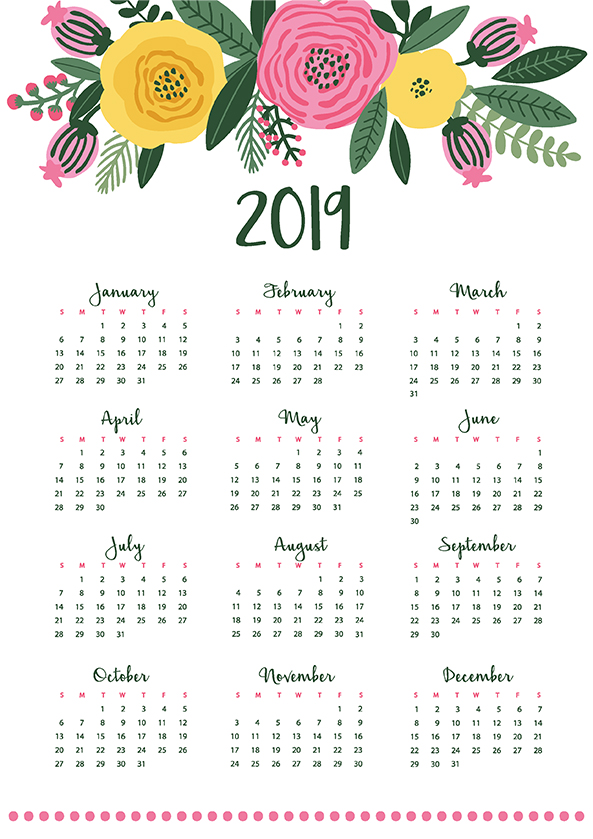 2019
January
S M T W T F S
1 2 3 4 5
6 7 8 9 10 11 12
13 14 15 16 17 18 19
20 21 22 23 24 25 26
27 28 29 30 31
February
S M T W T F S
1 2
3 4 5 6 7 8 9
10 11 12 13 14 15 16
17 18 19 20 21 22 23
24 25 26 27 28
March
S M T W T F S
1 2
3 4 5 6 7 8 9
10 11 12 13 14 15 16
17 18 19 20 21 22 23
24 25 26 27 28 29 30
31
April
S M T W T F S
1 2 3 4 5 6
7 8 9 10 11 12 13
14 15 16 17 18 19 20
21 22 23 24 25 26 27
28 29 30
May
S M T W T F S
1 2 3 4
5 6 7 8 9 10 11
12 13 14 15 16 17 18
19 20 21 22 23 24 25
26 27 28 29 30 31
June
S M T W T F S
1
2 3 4 5 6 7 8
9 10 11 12 13 14 15
16 17 18 19 20 21 22
23 24 25 26 27 28 29
30
July
S M T W T F S
1 2 3 4 5 6
7 8 9 10 11 12 13
14 15 16 17 18 19 20
21 22 23 24 25 26 27
28 29 30 31
August
S M T W T F S
1 2 3
4 5 6 7 8 9 10
11 12 13 14 15 16 17
18 19 20 21 22 23 24
25 26 27 28 29 30 31
September
S M T W T F S
1 2 3 4 5 6 7
8 9 10 11 12 13 14
15 16 17 18 19 20 21
22 23 24 25 26 27 28
29 30
October
S M T W T F S
1 2 3 4 5
6 7 8 9 10 11 12
13 14 15 16 17 18 19
20 21 22 23 24 25 26
27 28 29 30 31
November
S M T W T F S
1 2
3 4 5 6 7 8 9
10 11 12 13 14 15 16
17 18 19 20 21 22 23
24 25 26 27 28 29 30
December
S M T W T F S
1 2 3 4 5 6 7
8 9 10 11 12 13 14
15 16 17 18 19 20 21
22 23 24 25 26 27 28
29 30 31